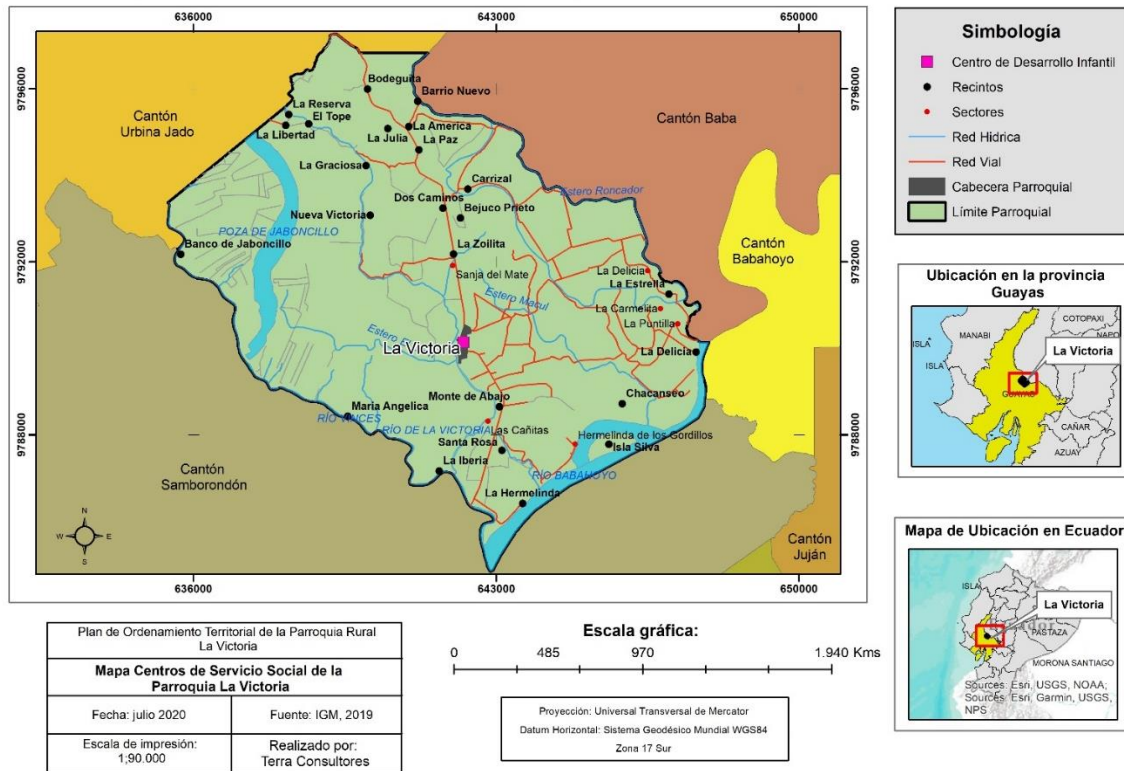 636000
643000
650000
9796000
9792000
9788000
Cantón
Urbina Jado
Cantón Baba
Cantón
Babahoyo
Cantón
Samborondón
Cantón
Juján
Bodeguita
Barrio Nuevo
La Reserva
El Tope
La Libertad
La Julia
La America
La Paz
La Graciosa
Carrizal
Dos Caminos
Bejuco Prieto
Estero Roncador
Nueva Victoria
POZA DE JABONCILLO
Banco de Jaboncillo
La Zoilita
Sanja del Mate
La Delicia
La Estrella
Estero Macul
La Carmelita
La Puntilla
Estero
La Victoria
La Delicia
Monte de Abajo
Chacanseo
Maria Angelica
RÍO
RÍO DE LA VICTORIA
Las Cañitas
Santa Rosa
Hermelinda de los Gordillos
Isla Silva
La Iberia
RÍO BABAHOYO
La Hermelinda
N
W
E
S
636000
643000
650000
9796000
9792000
9788000
Simbología
Centro de Desarrollo Infantil
Recintos
Sectores
Red Hidrica
Red Vial
Cabecera Parroquial
Límite Parroquial
Ubicación en la provincia
Guayas
COTOPAXI
MANABI
NAPO
ISLA
La Victoria
ISLA
CAÑAR
AZUAY
Mapa de Ubicación en Ecuador
ISLA
La Victoria
PASTAZA
MORONA SANTIAGO
Sources: Esri, USGS, NOAA;
Sources: Esri, Garmin, USGS,
NPS
Plan de Ordenamiento Territorial de la Parroquia Rural
La Victoria
Mapa Centros de Servicio Social de la
Parroquia La Victoria
Fecha: julio 2020
Fuente: IGM, 2019
Escala de impresión:
1;90.000
Realizado por:
Terra Consultores
Escala gráfica:
0
485
970
1.940 Kms
Proyección: Universal Transversal de Mercator
Datum Horizontal: Sistema Geodésico Mundial WGS84
Zona 17 Sur